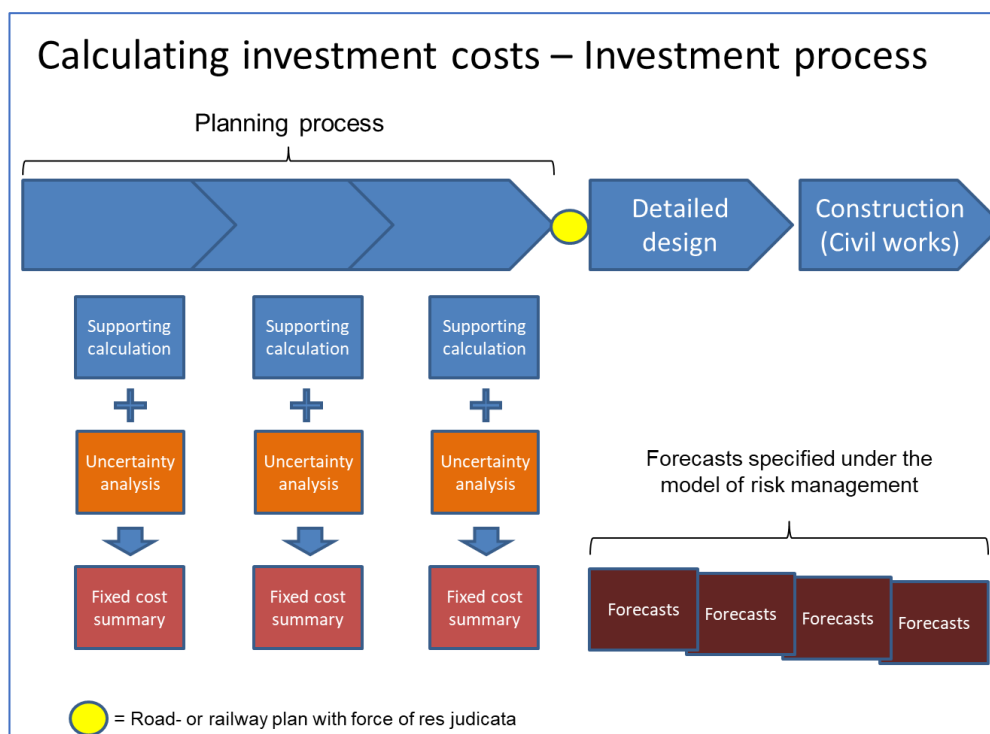 Calculating investment costs – Investment process
Planning process
Detailed
design
Construction
(Civil works)
Supporting
calculation
Supporting
calculation
Supporting
calculation
Uncertainty
analysis
Uncertainty
analysis
Uncertainty
analysis
Forecasts specified under the
model of risk management
Fixed cost
summary
Fixed cost
summary
Fixed cost
summary
Forecasts
Forecasts
Forecasts
Forecasts
= Road- or railway plan with force of res judicata